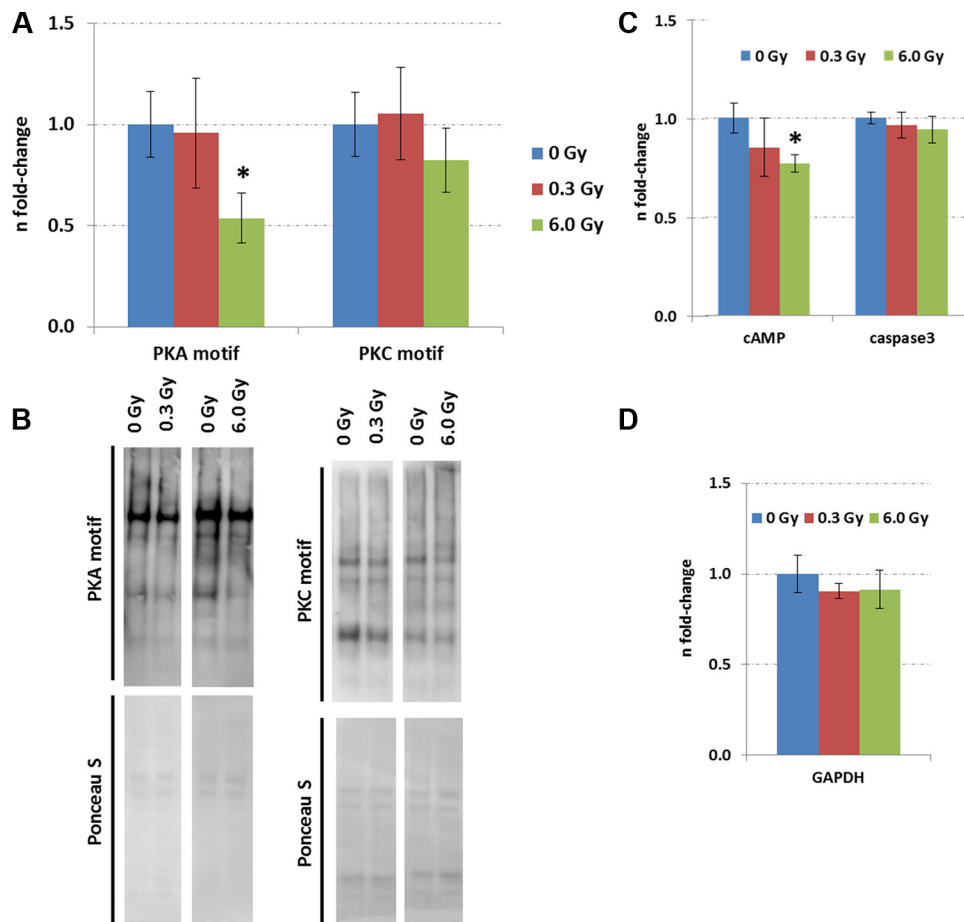 A
1.5
1.0
0.5
0.0
n fold-change
*
PKA motif
PKC motif
0 Gy
0.3 Gy
6.0 Gy
C
1.5
1.0
0.5
0.0
n fold-change
0 Gy 0.3 Gy 6.0 Gy
*
cAMP
caspase3
B
0 Gy
0.3 Gy
0 Gy
6.0 Gy
PKA motif
Ponceau S
0 Gy
0.3 Gy
0 Gy
6.0 Gy
PKC motif
Ponceau S
D
1.5
1.0
0.5
0.0
n fold-change
0 Gy 0.3 Gy 6.0 Gy
GAPDH